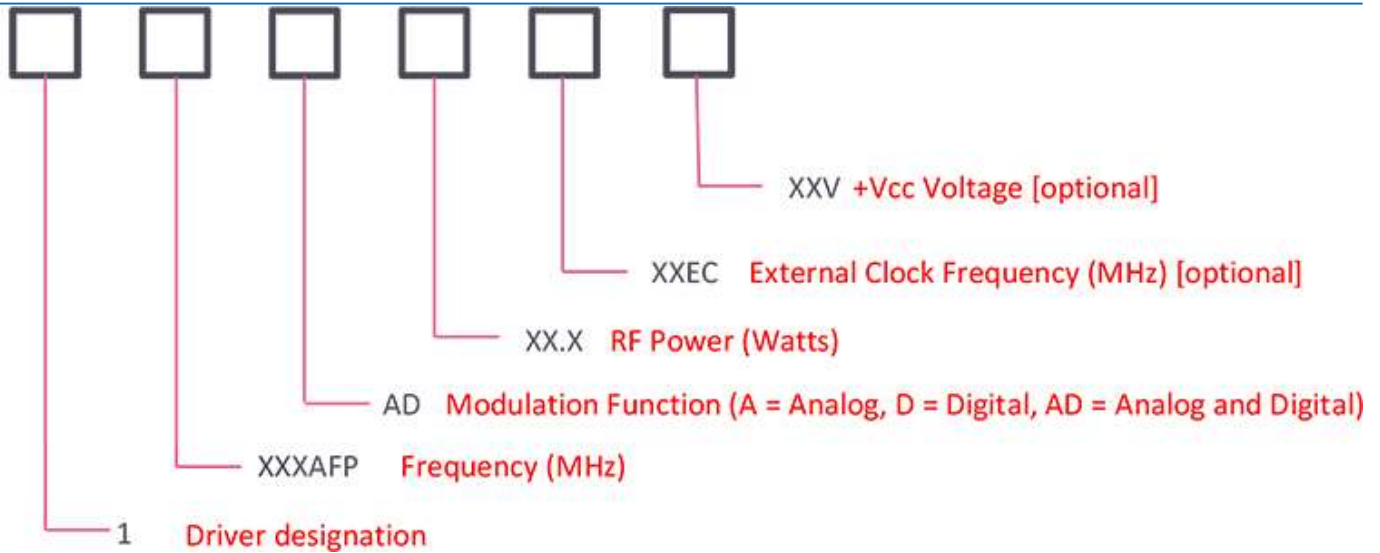 XXV +Vcc Voltage [optional]
XXEC External Clock Frequency (MHz) [optional]
XX.X RF Power (Watts)
AD Modulation Function (A = Analog, D = Digital, AD = Analog and Digital)
XXXAFP Frequency (MHz)
1 Driver designation